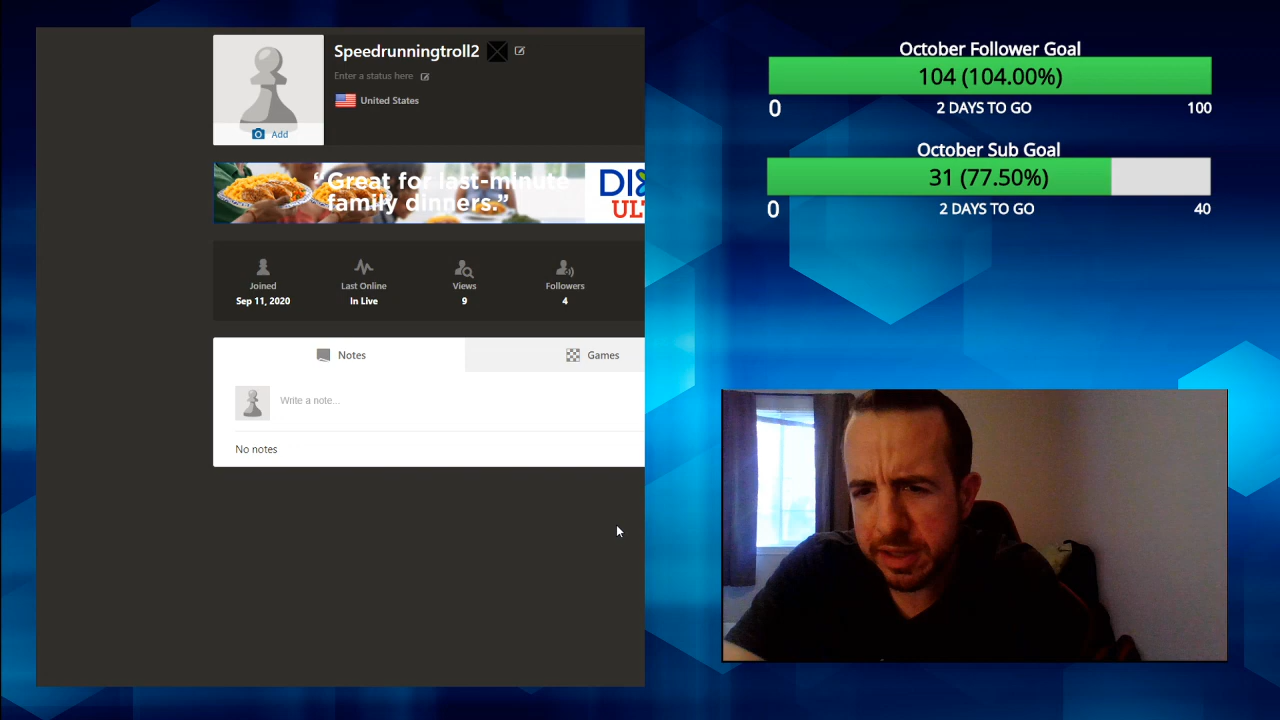 Speedrunningtroll2
Enter a status here
United States
Add
“Great for last-minute
family dinners.”
DI
UL
Joined
Sep 11, 2020
Last Online
In Live
Views
9
Followers
4
Notes
Games
Write a note...
No notes
October Follower Goal
104 (104.00%)
0
2 DAYS TO GO
100
October Sub Goal
31 (77.50%)
0
2 DAYS TO GO
40